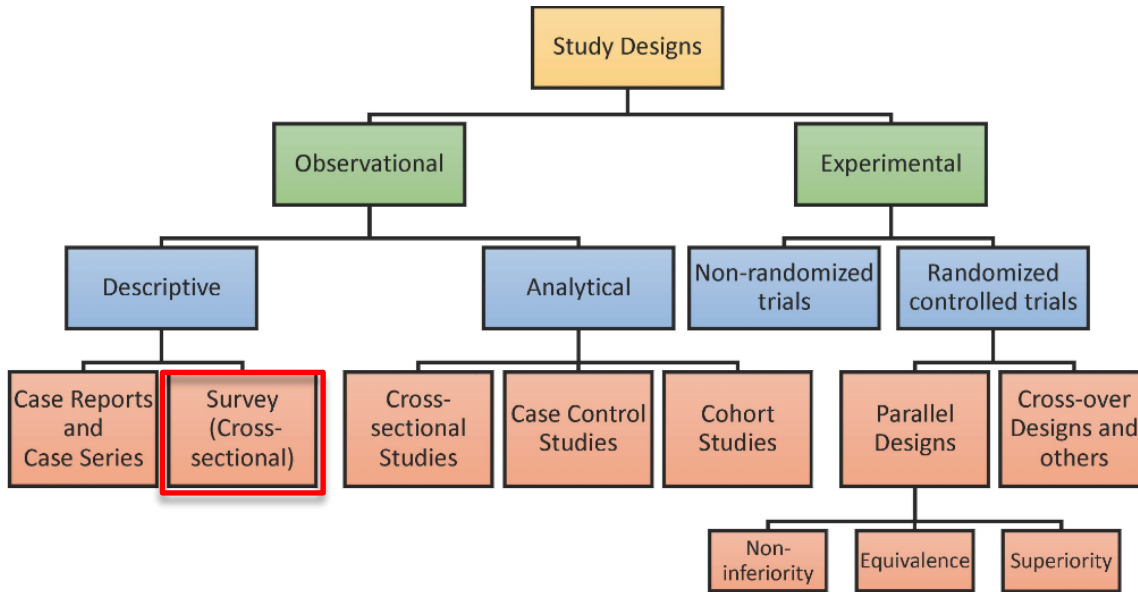 Study Designs
Observational
Experimental
Descriptive
Analytical
Non-randomized
trials
Randomized
controlled trials
Case Reports
and
Case Series
Survey
(Cross-
sectional)
Cross-
sectional
Studies
Case Control
Studies
Cohort
Studies
Parallel
Designs
Cross-over
Designs and
others
Non-
inferiority
Equivalence
Superiority